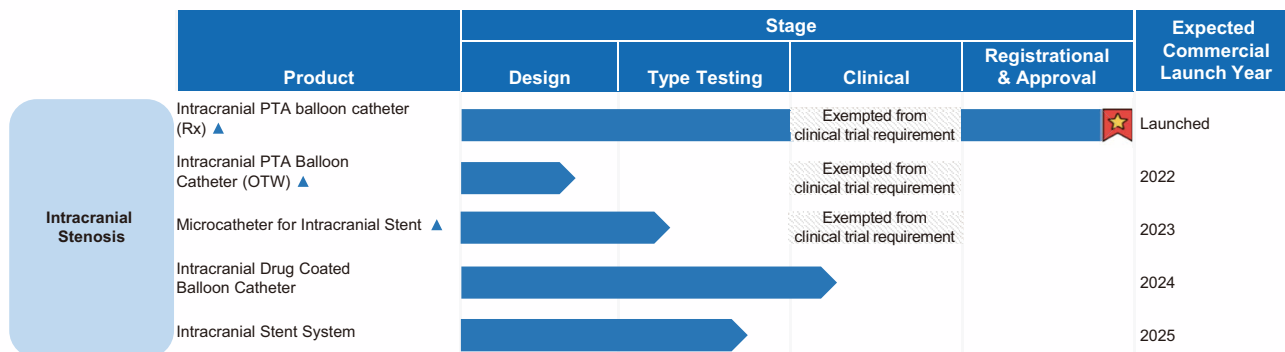 Product
Stage
Design
Type Testing
Clinical
Registrational
& Approval
Expected
Commercial
Launch Year
Intracranial
Stenosis
Intracranial PTA balloon catheter
(Rx) ▲
Exempted from
clinical trial requirement
Launched
Intracranial PTA Balloon
Catheter (OTW) ▲
Exempted from
clinical trial requirement
2022
Microcatheter for Intracranial Stent ▲
Exempted from
clinical trial requirement
2023
Intracranial Drug Coated
Balloon Catheter
2024
Intracranial Stent System
2025